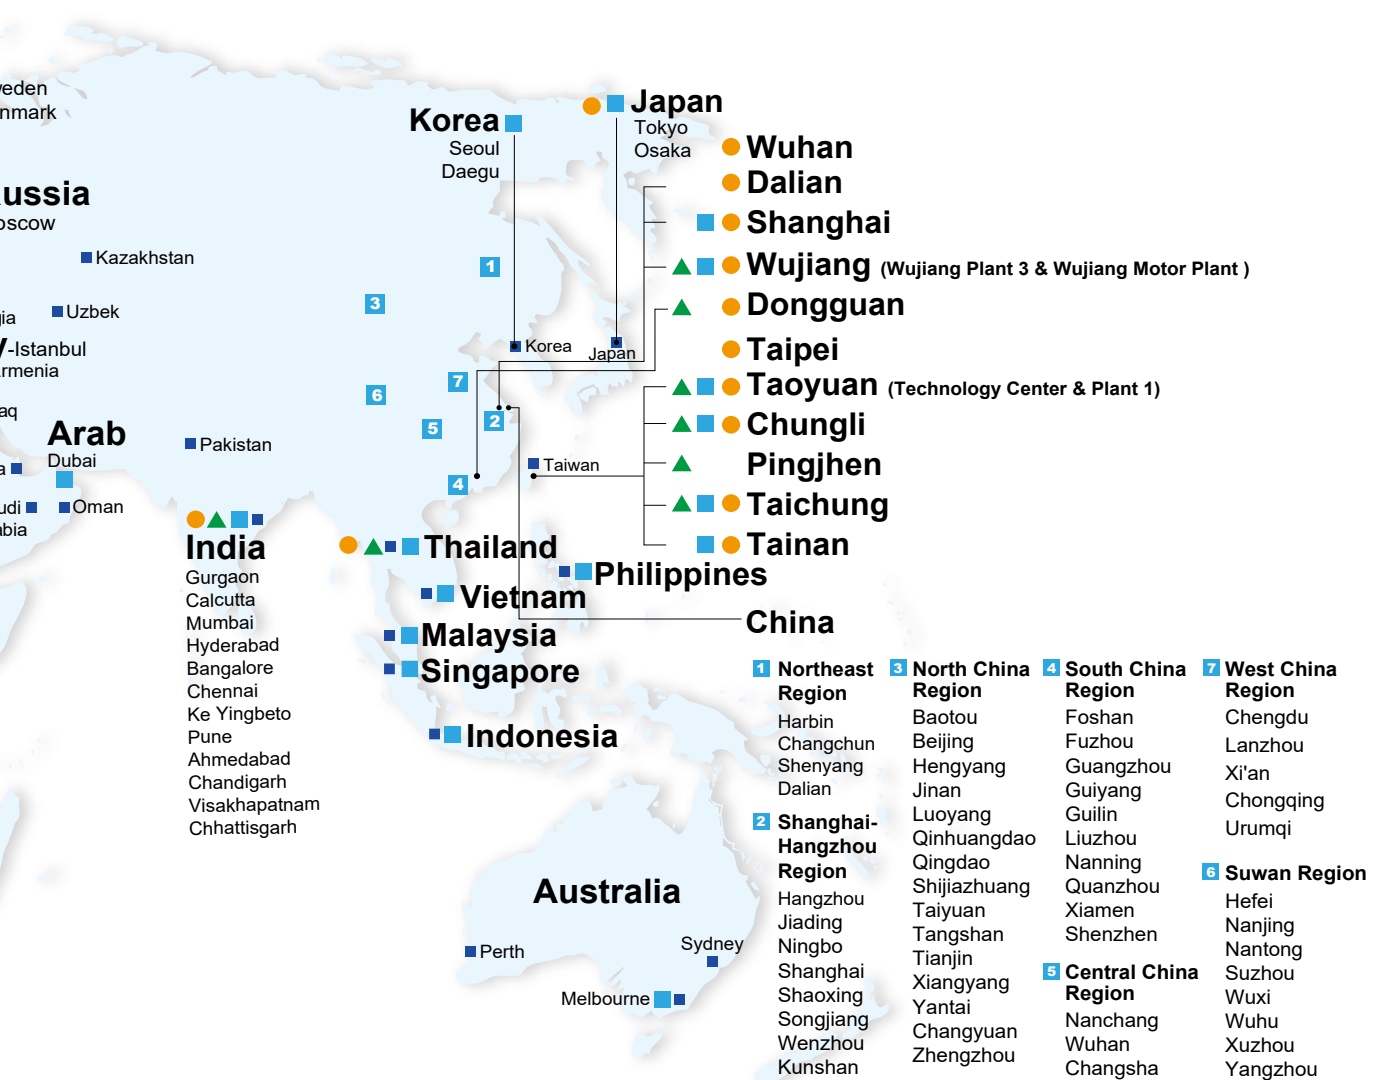 veden
nmark
ussia
oscow
Kazakhstan
Uzbek
gia
-Istanbul
rmenia
aq
Arab
Dubai
Pakistan
a
udi
Oman
abia
Korea
Seoul
Daegu
Japan
Tokyo
Osaka
Wuhan
Dalian
Shanghai
Wujiang (Wujiang Plant 3 & Wujiang Motor Plant )
Dongguan
Taipei
Taoyuan (Technology Center & Plant 1)
Chungli
Pingjhen
Taichung
Tainan
1
3
Korea
Japan
7
6
2
5
Taiwan
4
India
Gurgaon
Calcutta
Mumbai
Hyderabad
Bangalore
Chennai
Ke Yingbeto
Pune
Ahmedabad
Chandigarh
Visakhapatnam
Chhattisgarh
Thailand
Philippines
Vietnam
Malaysia
Singapore
Indonesia
Australia
Perth
Sydney
Melbourne
China
1 Northeast
Region
Harbin
Changchun
Shenyang
Dalian
2 Shanghai-
Hangzhou
Region
Hangzhou
Jiading
Ningbo
Shanghai
Shaoxing
Songjiang
Wenzhou
Kunshan
3 North China
Region
Baotou
Beijing
Hengyang
Jinan
Luoyang
Qinhuangdao
Qingdao
Shijiazhuang
Taiyuan
Tangshan
Tianjin
Xiangyang
Yantai
Changyuan
Zhengzhou
4 South China
Region
Foshan
Fuzhou
Guangzhou
Guiyang
Guilin
Liuzhou
Nanning
Quanzhou
Xiamen
Shenzhen
5 Central China
Region
Nanchang
Wuhan
Changsha
7 West China
Region
Chengdu
Lanzhou
Xi'an
Chongqing
Urumqi
6 Suwan Region
Hefei
Nanjing
Nantong
Suzhou
Wuxi
Wuhu
Xuzhou
Yangzhou